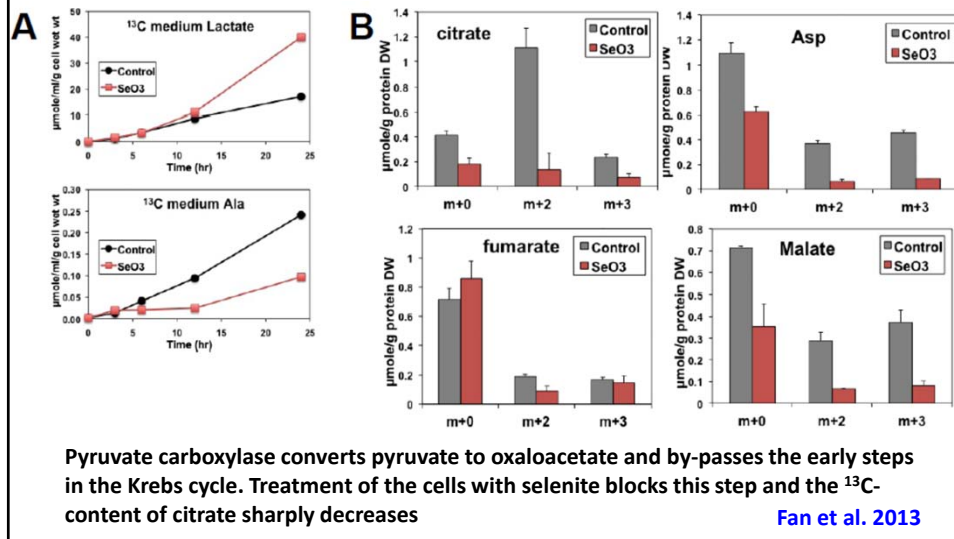 A
¹³C medium Lactate
µmole/ml/g cell wet wt
50
40
30
20
10
0
Control
SeO3
0 5 10 15 20 25
Time (hr)
¹³C medium Ala
µmole/ml/g cell wet wt
0.30
0.25
0.20
0.15
0.10
0.05
0.00
Control
SeO3
0 5 10 15 20 25
Time (hr)
B
citrate
µmole/g protein DW
1.4
1.2
1
0.8
0.6
0.4
0.2
0
Control
SeO3
m+0 m+2 m+3
Asp
µmole/g protein DW
1.4
1.2
1
0.8
0.6
0.4
0.2
0
Control
SeO3
m+0 m+2 m+3
fumarate
µmole/g protein DW
1.2
1
0.8
0.6
0.4
0.2
0
Control
SeO3
m+0 m+2 m+3
Malate
µmole/g protein DW
0.8
0.7
0.6
0.5
0.4
0.3
0.2
0.1
0
Control
SeO3
m+0 m+2 m+3
Pyruvate carboxylase converts pyruvate to oxaloacetate and by-passes the early steps
in the Krebs cycle. Treatment of the cells with selenite blocks this step and the ¹³C-
content of citrate sharply decreases
Fan et al. 2013